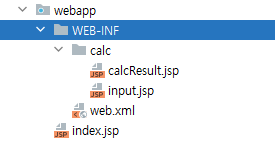 webapp
WEB-INF
calc
JSP calcResult.jsp
JSP input.jsp
web.xml
JSP index.jsp